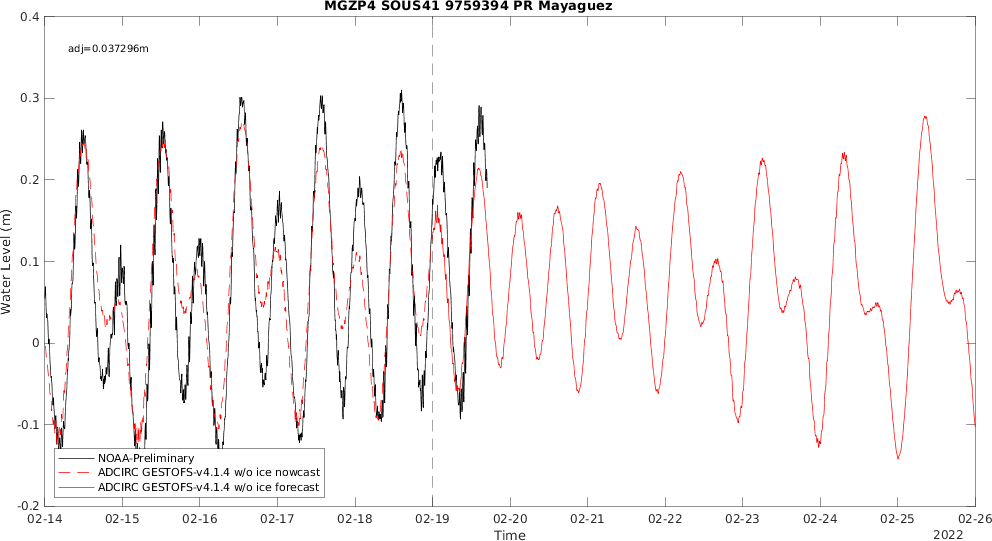 MGZP4 SOUS41 9759394 PR Mayaguez
0.4
adj=0.037296m
0.3
0.2
0.1
0
-0.1
-0.2
Water Level (m)
NOAA-Preliminary
ADCIRC GESTOFS-v4.1.4 w/o ice nowcast
ADCIRC GESTOFS-v4.1.4 w/o ice forecast
02-14 02-15 02-16 02-17 02-18 02-19 02-20 02-21 02-22 02-23 02-24 02-25 02-26
Time
2022